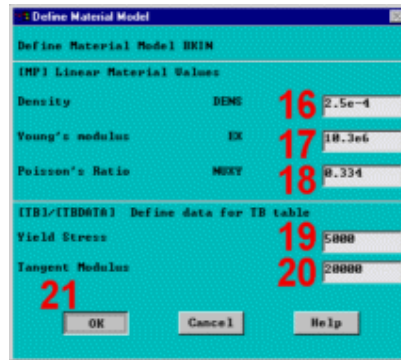 Define Material Model
Define Material Model BKIN
[MP] Linear Material Values
Density DENS 16 2.5e-4
Young's modulus EX 17 10.3e6
Poisson's Ratio NUXY 18 0.334
[TB]/[TBDATA] Define data for TB table
Yield Stress 19 5000
Tangent Modulus 20 20000
21
OK Cancel Help